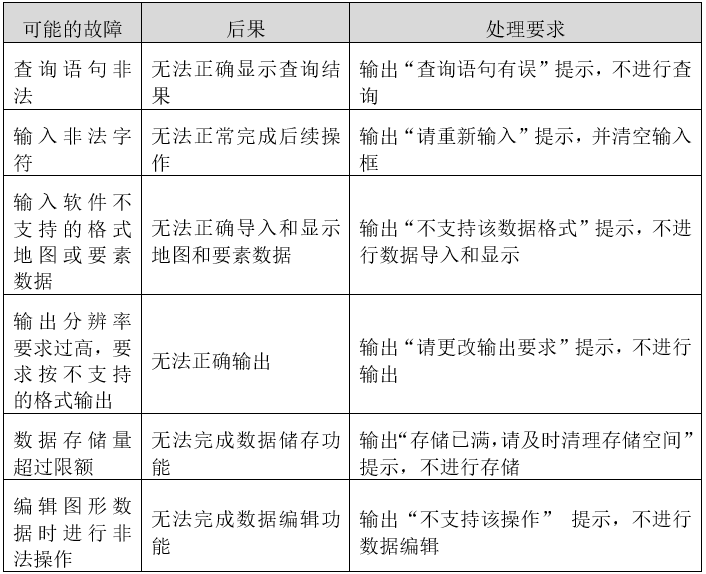 可能的故障
后果
处理要求
查询语句非
法
无法正确显示查询结
果
输出“查询语句有误”提示，不进行查
询
输入非法字
符
无法正常完成后续操
作
输出“请重新输入”提示，并清空输入
框
输入软件不
支持的格式
地图或要素
数据
无法正确导入和显示
地图和要素数据
输出“不支持该数据格式”提示，不进
行数据导入和显示
输出分辨率
要求过高，要
求按不支持
的格式输出
无法正确输出
输出“请更改输出要求”提示，不进行
输出
数据存储量
超过限额
无法完成数据储存功
能
输出“存储已满，请及时清理存储空间”
提示，不进行存储
编辑图形数
据时进行非
法操作
无法完成数据编辑功
能
输出“不支持该操作” 提示，不进行
数据编辑